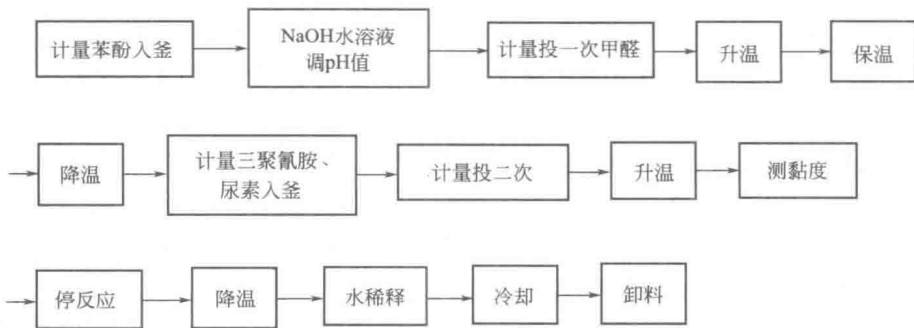 计量苯酚入釜
NaOH水溶液
调pH值
计量投一次甲醛
升温
保温
降温
计量三聚氰胺、
尿素入釜
计量投二次
升温
测黏度
停反应
降温
水稀释
冷却
卸料